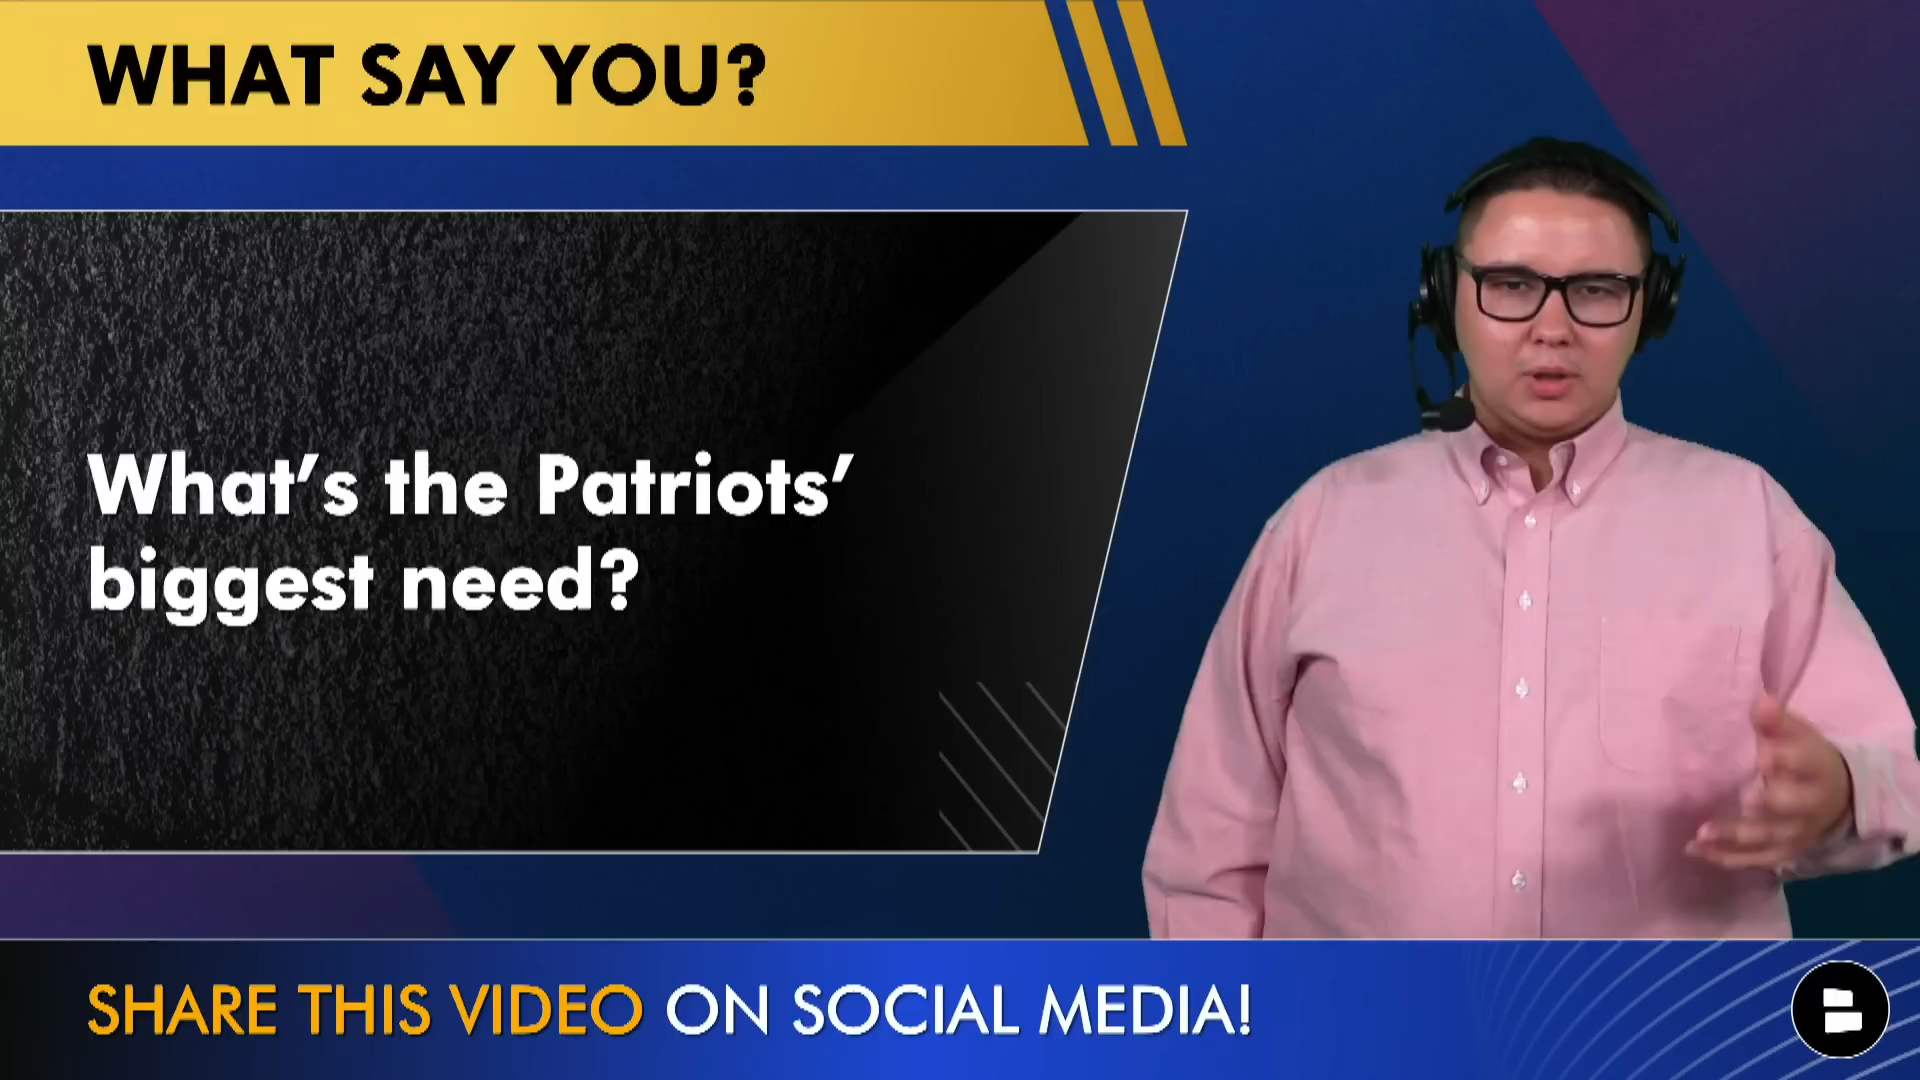 WHAT SAY YOU?
What’s the Patriots’
biggest need?
SHARE THIS VIDEO ON SOCIAL MEDIA!